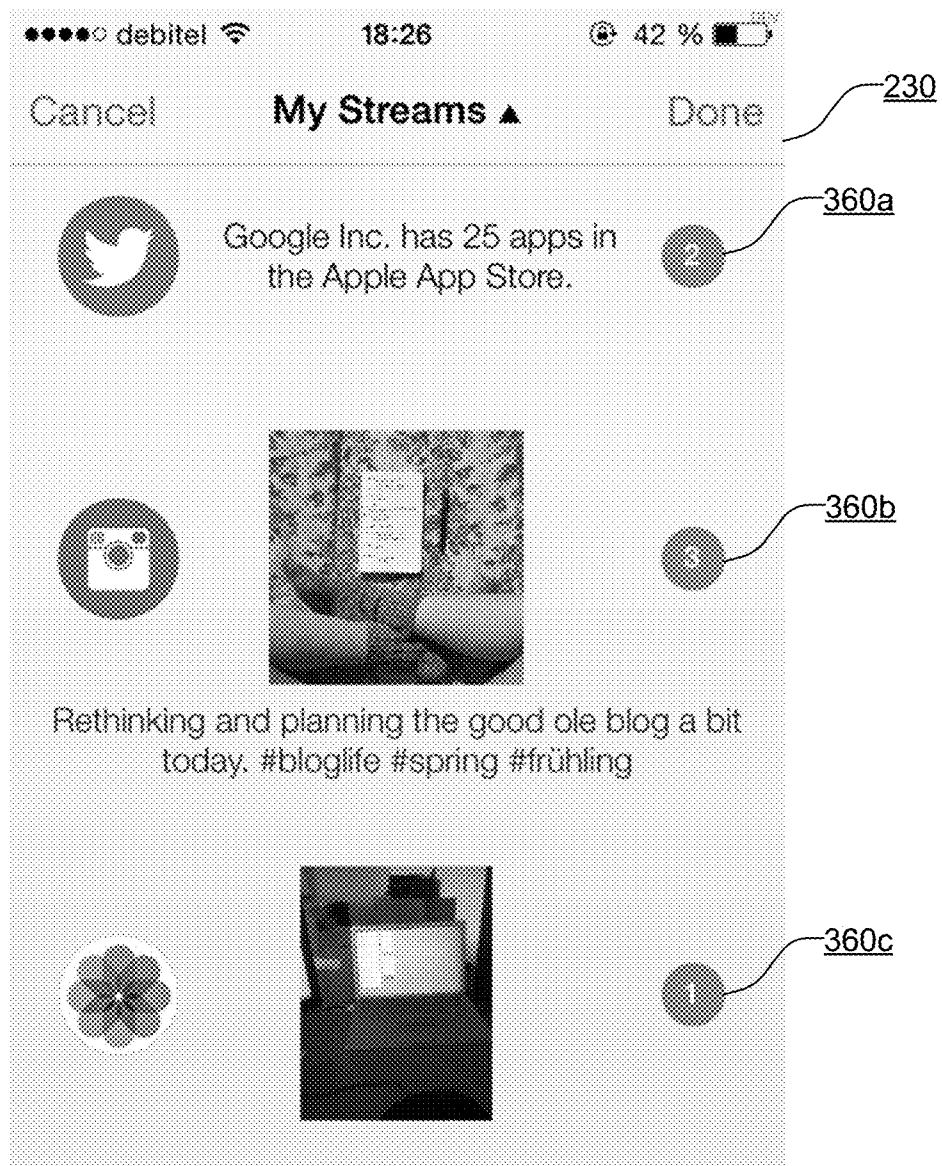 debitel 18:26 42 %
Cancel My Streams ▲ Done
230
360a
Google Inc. has 25 apps in
the Apple App Store.
2
360b
3
Rethinking and planning the good ole blog a bit
today. #bloglife #spring #frühling
360c
1